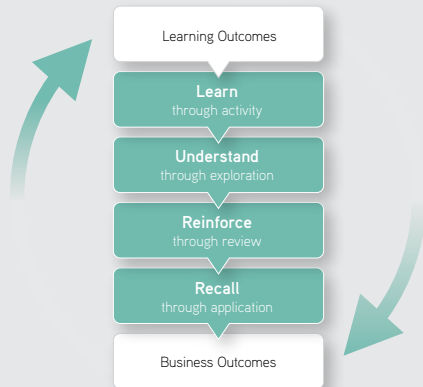 Learning Outcomes
Learn
through activity
Understand
through exploration
Reinforce
through review
Recall
through application
Business Outcomes